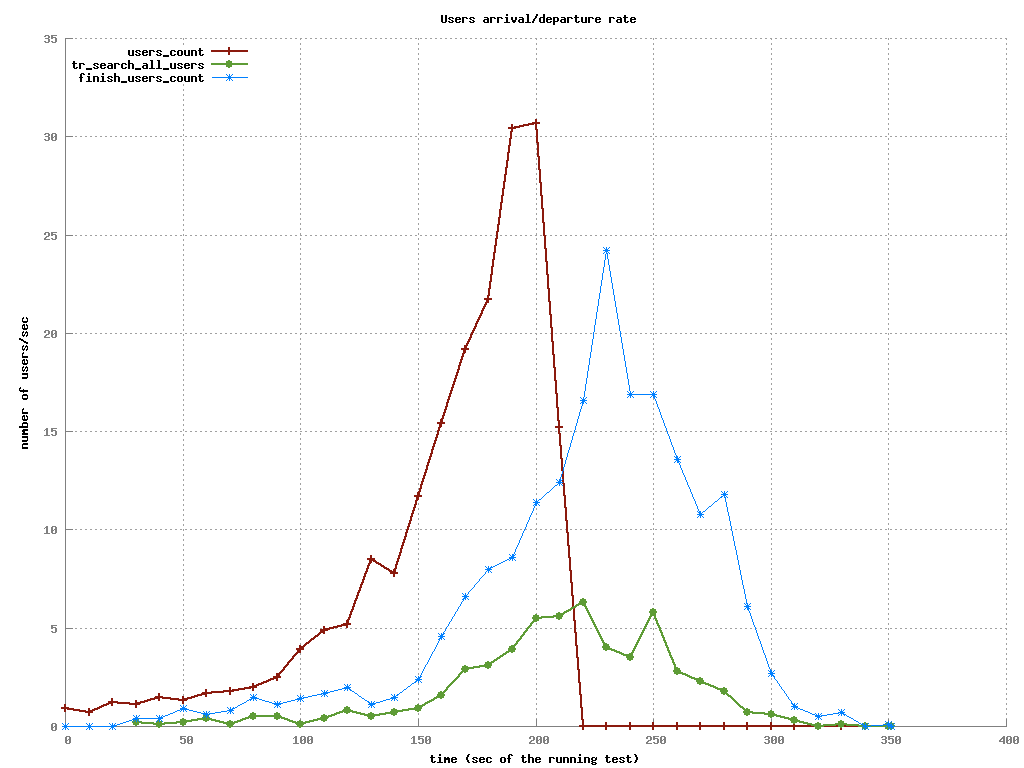 Users arrival/departure rate
35
users_count
tr_search_all_users
finish_users_count
30
25
20
number of users/sec
15
10
5
0
0 50 100 150 200 250 300 350 400
time (sec of the running test)